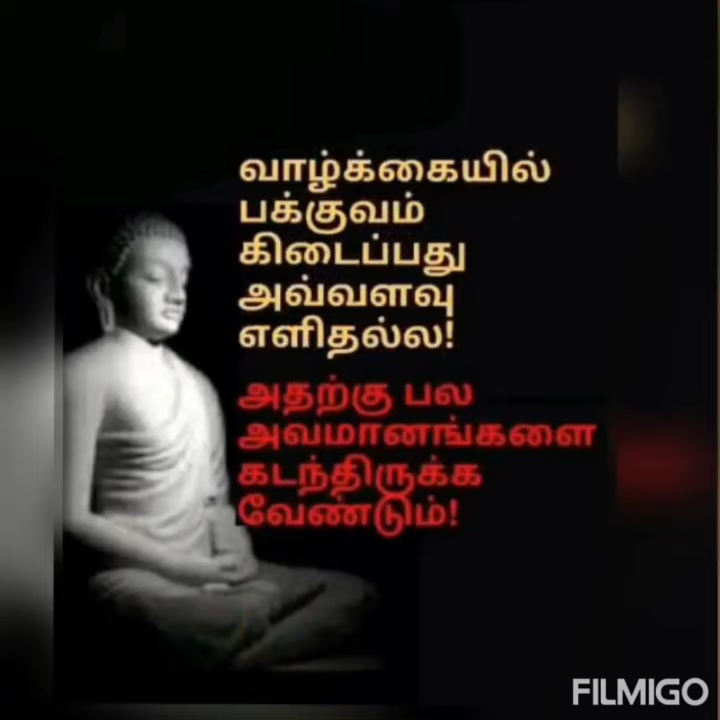 வாழ்க்கையில்
பக்குவம்
கிடைப்பது
அவ்வளவு
எளிதல்ல!
அதற்கு பல
அவமானங்களை
கடந்திருக்க
வேண்டும்!
FILMIGO